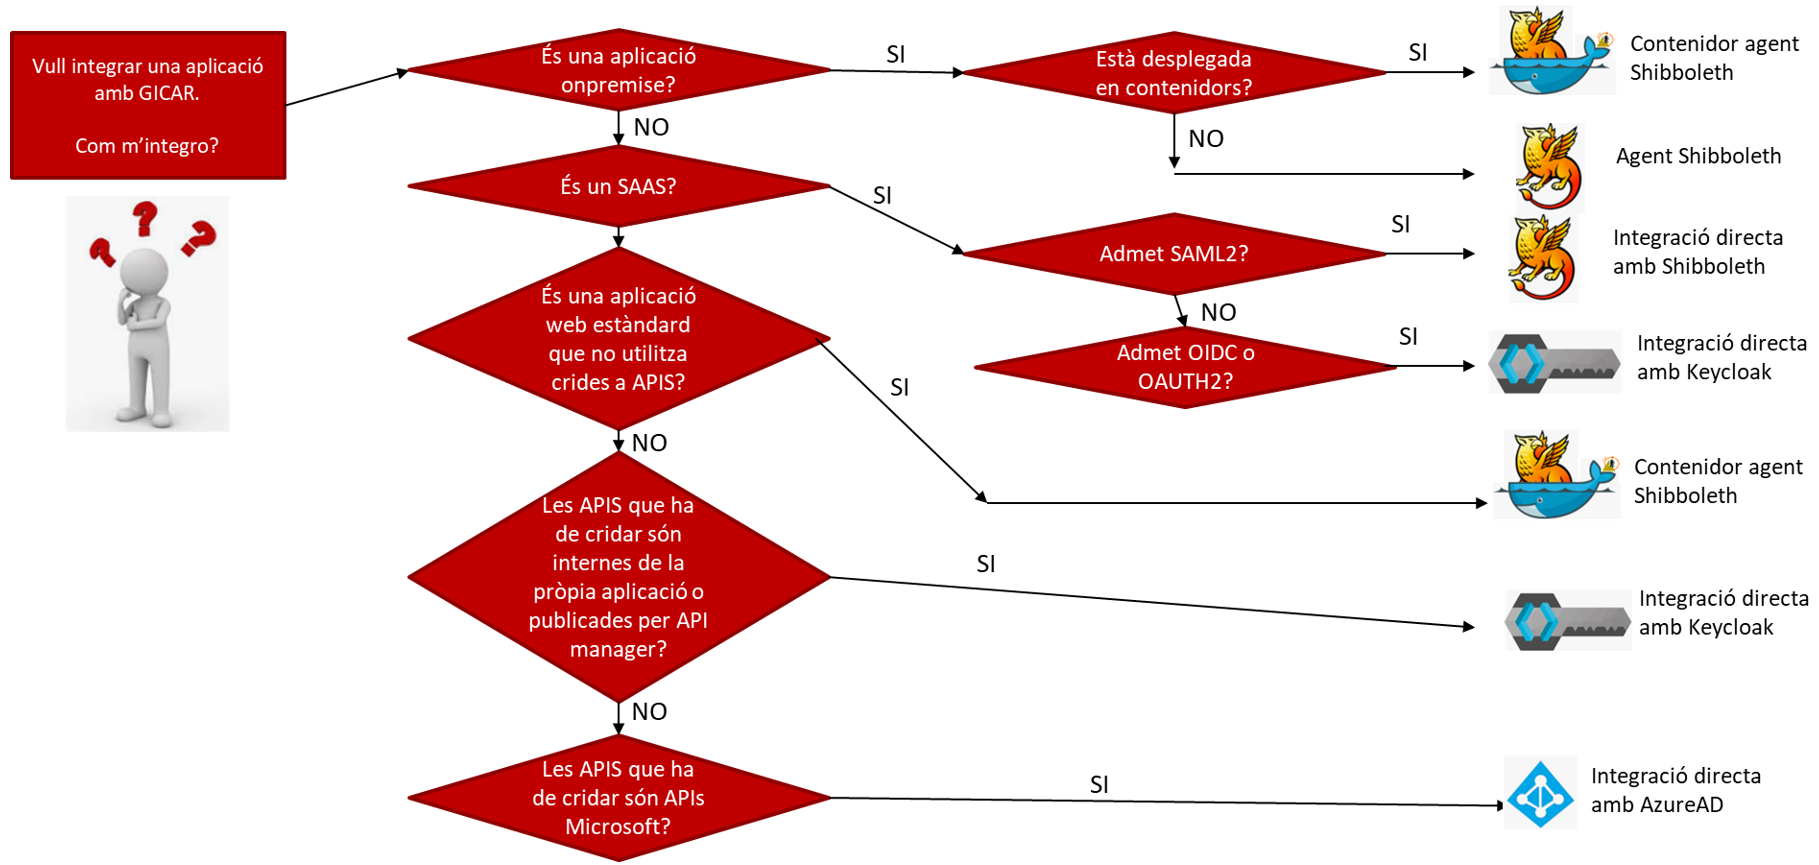 Vull integrar una aplicació
amb GICAR.
Com m'integro?
És una aplicació
onpremise?
SI
Està desplegada
en contenidors?
SI
Contenidor agent
Shibboleth
NO
NO
Agent Shibboleth
És un SAAS?
SI
Admet SAML2?
SI
Integració directa
amb Shibboleth
NO
Admet OIDC o
OAUTH2?
SI
Integració directa
amb Keycloak
És una aplicació
web estàndard
que no utilitza
crides a APIS?
SI
Contenidor agent
Shibboleth
NO
Les APIS que ha
de cridar són
internes de la
pròpia aplicació o
publicades per API
manager?
SI
Integració directa
amb Keycloak
NO
Les APIS que ha
de cridar són APIs
Microsoft?
SI
Integració directa
amb AzureAD